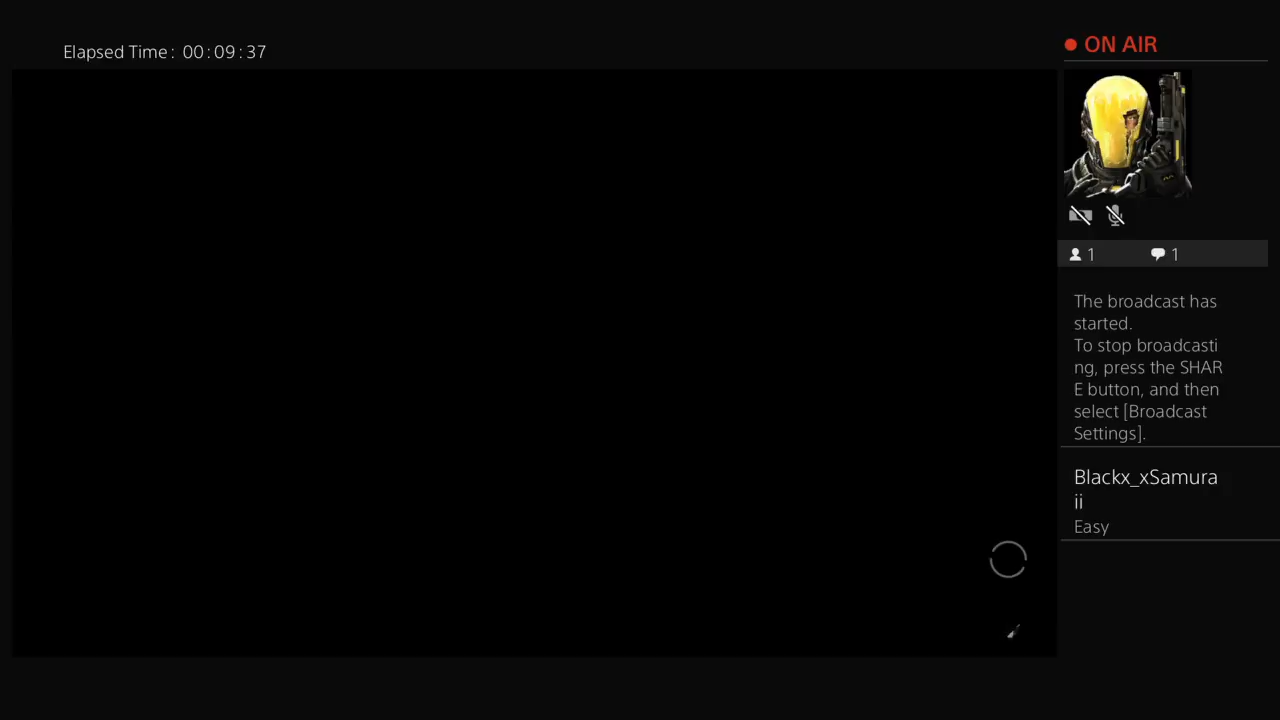 Elapsed Time: 00:09:37
ON AIR
1 1
The broadcast has
started.
To stop broadcasti
ng, press the SHAR
E button, and then
select [Broadcast
Settings].
Blackx_xSamura
ii
Easy